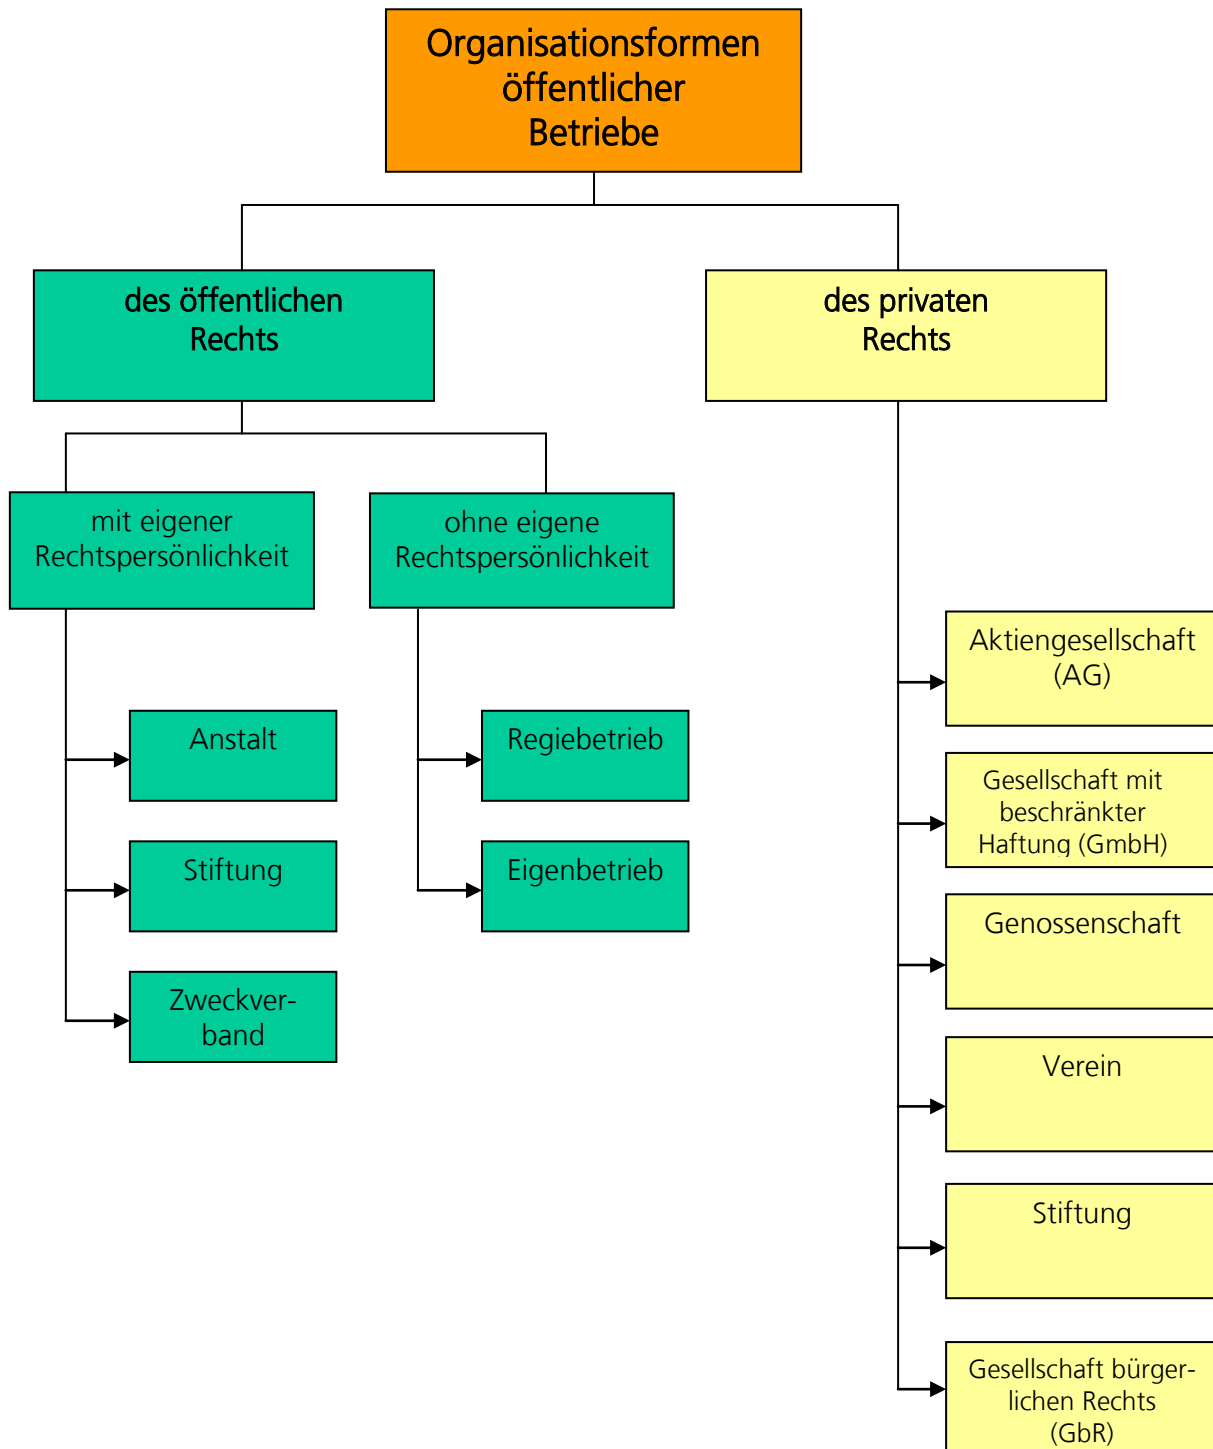 Organisationsformen
öffentlicher
Betriebe
des öffentlichen
Rechts
des privaten
Rechts
mit eigener
Rechtspersönlichkeit
ohne eigene
Rechtspersönlichkeit
Anstalt
Stiftung
Zweckver-
band
Regiebetrieb
Eigenbetrieb
Aktiengesellschaft
(AG)
Gesellschaft mit
beschränkter
Haftung (GmbH)
Genossenschaft
Verein
Stiftung
Gesellschaft bürger-
lichen Rechts
(GbR)